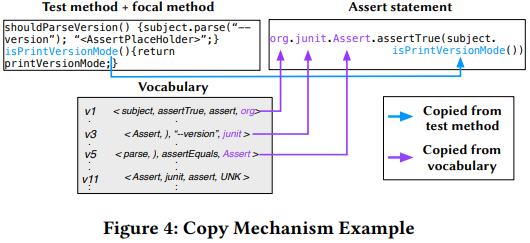 Test method + focal method
Assert statement
shouldParseVersion() {subject.parse(“--
version”); “<AssertPlaceHolder>”;}
isPrintVersionMode(){return
printVersionMode;}
org.junit.Assert.assertTrue(subject.
isPrintVersionMode())
Vocabulary
v1 < subject, assertTrue, assert, org>
:
v3 < Assert, ), “--version”, junit >
:
v5 < parse, ), assertEquals, Assert >
:
v11 < Assert, junit, assert, UNK >
:
Copied from
test method
Copied from
vocabulary
Figure 4: Copy Mechanism Example